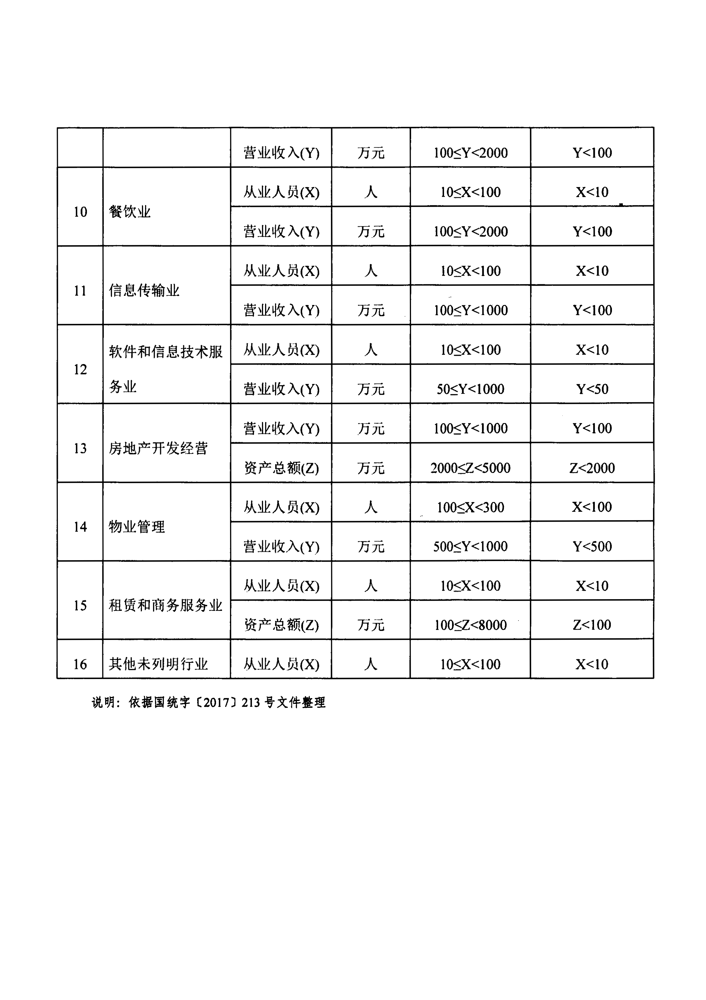 营业收入(Y) 万元 100≤Y<2000 Y<100
10 餐饮业 从业人员(X) 人 10≤X<100 X<10
营业收入(Y) 万元 100≤Y<2000 Y<100
11 信息传输业 从业人员(X) 人 10≤X<100 X<10
营业收入(Y) 万元 100≤Y<1000 Y<100
12 软件和信息技术服 从业人员(X) 人 10≤X<100 X<10
务业 营业收入(Y) 万元 50≤Y<1000 Y<50
13 房地产开发经营 营业收入(Y) 万元 100≤Y<1000 Y<100
资产总额(Z) 万元 2000≤Z<5000 Z<2000
14 物业管理 从业人员(X) 人 100≤X<300 X<100
营业收入(Y) 万元 500≤Y<1000 Y<500
15 租赁和商务服务业 从业人员(X) 人 10≤X<100 X<10
资产总额(Z) 万元 100≤Z<8000 Z<100
16 其他未列明行业 从业人员(X) 人 10≤X<100 X<10
说明：依据国统字〔2017〕213 号文件整理